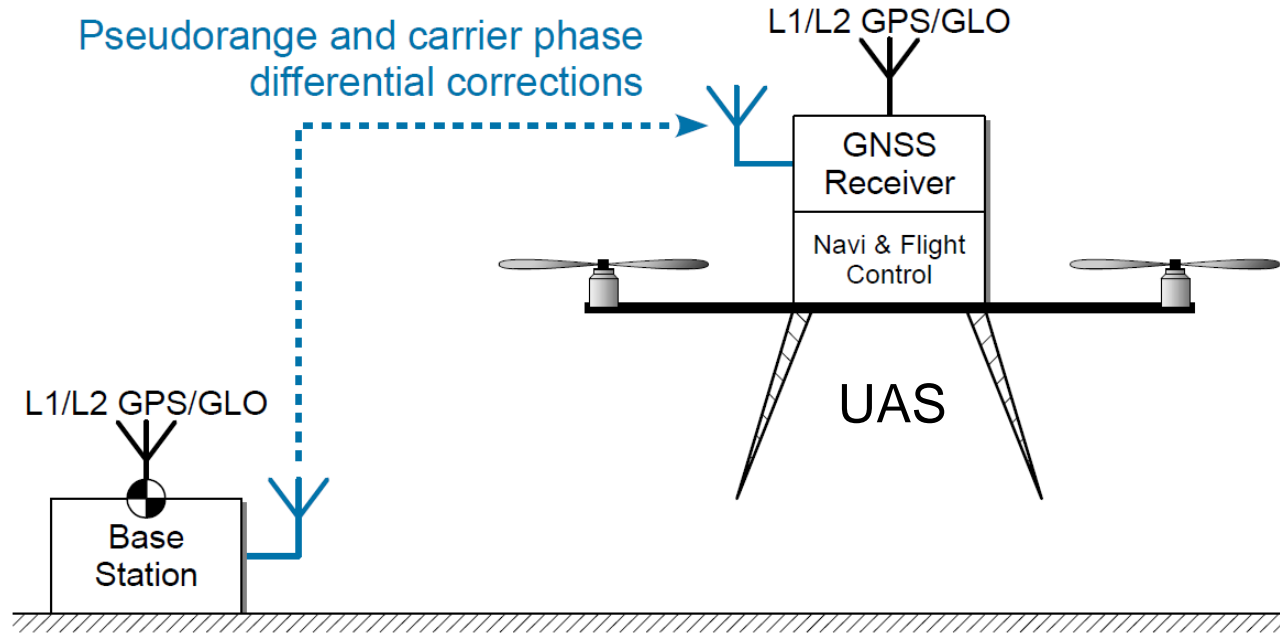 Pseudorange and carrier phase
differential corrections
L1/L2 GPS/GLO
GNSS
Receiver
Navi & Flight
Control
UAS
L1/L2 GPS/GLO
Base
Station